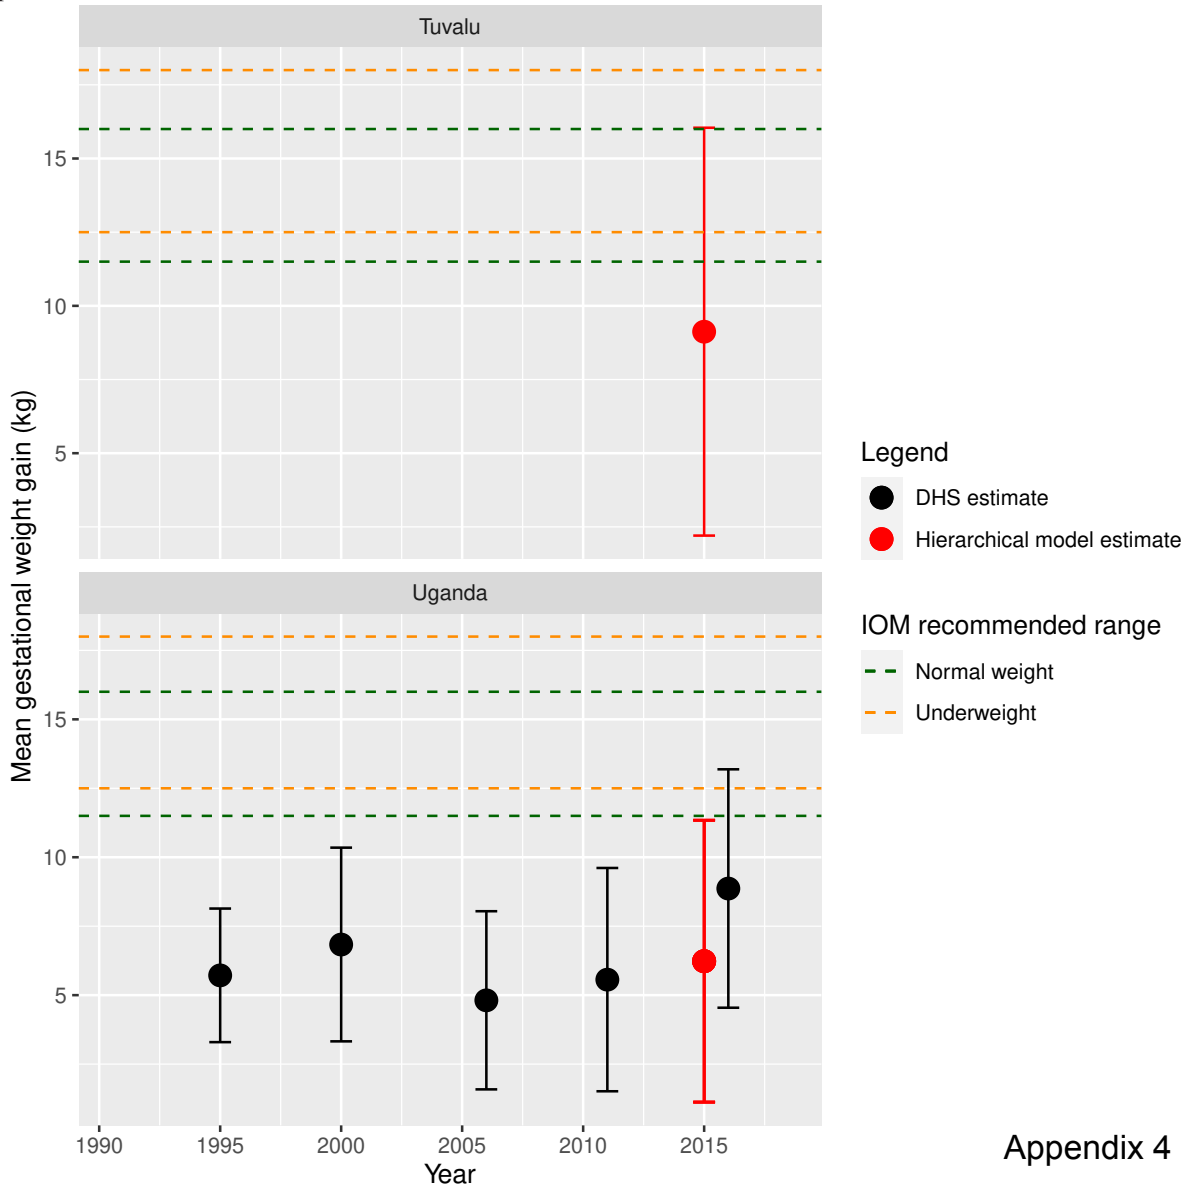 Tuvalu
15
10
5
Uganda
15
10
5
1990 1995 2000 2005 2010 2015
Year
Mean gestational weight gain (kg)
Legend
DHS estimate
Hierarchical model estimate
IOM recommended range
Normal weight
Underweight
Appendix 4